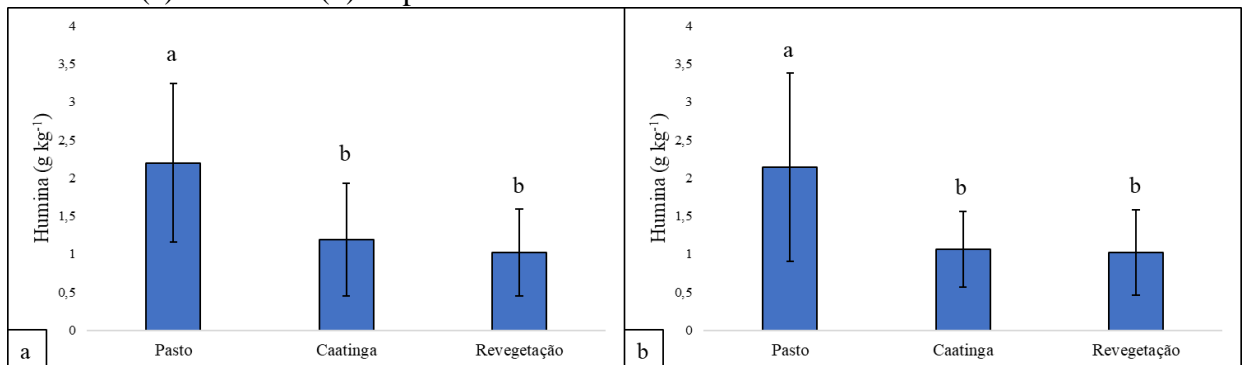 (a) (b)
4
3,5
3
2,5
2
1,5
1
0,5
0
Humina (g kg-1)
a
b
b
Pasto Caatinga Revegetação
a
4
3,5
3
2,5
2
1,5
1
0,5
0
Humina (g kg-1)
a
b
b
Pasto Caatinga Revegetação
b